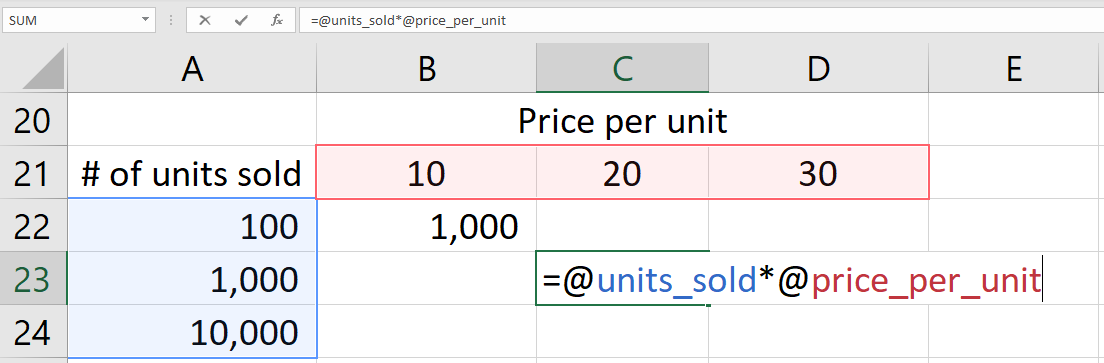 SUM fx =@units_sold*@price_per_unit
A B C D E
20 Price per unit
21 # of units sold 10 20 30
22 100 1,000
23 1,000 =@units_sold*@price_per_unit
24 10,000